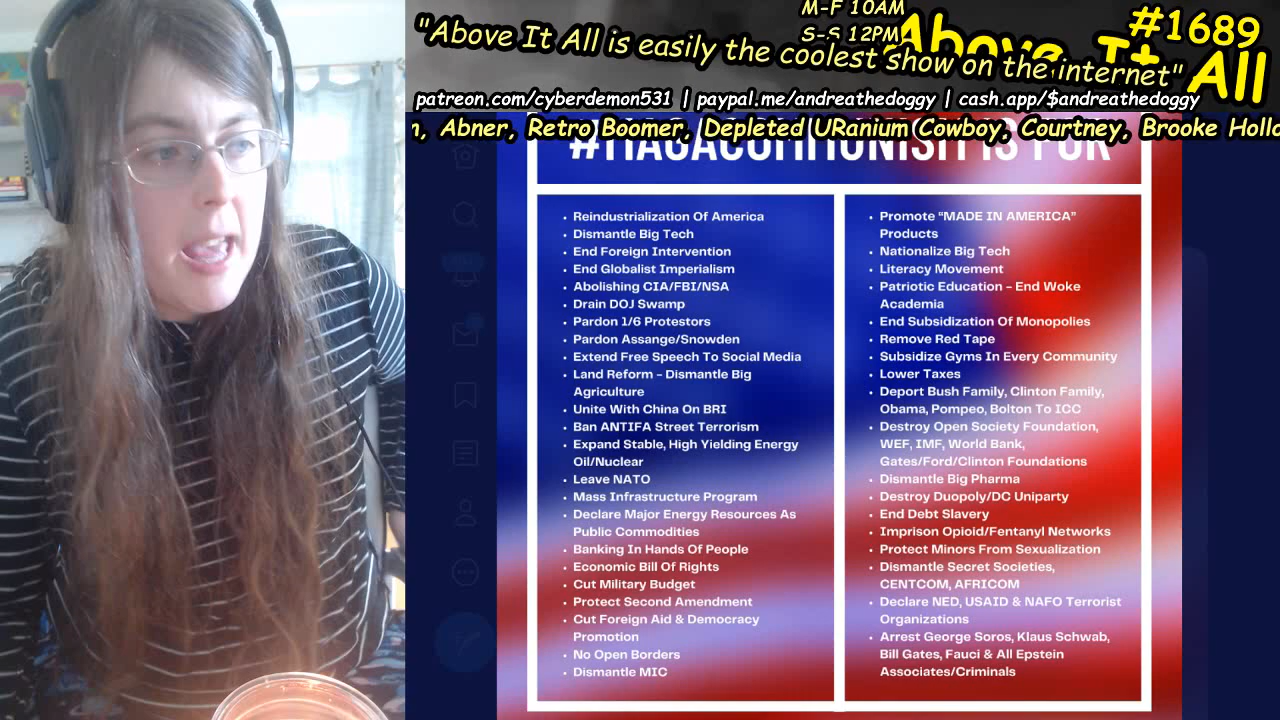 M-F 10AM
S-S 12PM
Above It All
#1689
"Above It All is easily the coolest show on the internet"
patreon.com/cyberdemon531 | paypal.me/andreathedoggy | cash.app/$andreathedoggy
Abner, Retro Boomer, Depleted URanium Cowboy, Courtney, Brooke
#MAGACOMMUNISM IS FOR
• Reindustrialization Of America
• Dismantle Big Tech
• End Foreign Intervention
• End Globalist Imperialism
• Abolishing CIA/FBI/NSA
• Drain DOJ Swamp
• Pardon 1/6 Protestors
• Pardon Assange/Snowden
• Extend Free Speech To Social Media
• Land Reform – Dismantle Big
Agriculture
• Unite With China On BRI
• Ban ANTIFA Street Terrorism
• Expand Stable, High Yielding Energy
Oil/Nuclear
• Leave NATO
• Mass Infrastructure Program
• Declare Major Energy Resources As
Public Commodities
• Banking In Hands Of People
• Economic Bill Of Rights
• Cut Military Budget
• Protect Second Amendment
• Cut Foreign Aid & Democracy
Promotion
• No Open Borders
• Dismantle MIC
• Promote “MADE IN AMERICA”
Products
• Nationalize Big Tech
• Literacy Movement
• Patriotic Education – End Woke
Academia
• End Subsidization Of Monopolies
• Remove Red Tape
• Subsidize Gyms In Every Community
• Lower Taxes
• Deport Bush Family, Clinton Family,
Obama, Pompeo, Bolton To ICC
• Destroy Open Society Foundation,
WEF, IMF, World Bank,
Gates/Ford/Clinton Foundations
• Dismantle Big Pharma
• Destroy Duopoly/DC Uniparty
• End Debt Slavery
• Imprison Opioid/Fentanyl Networks
• Protect Minors From Sexualization
• Dismantle Secret Societies,
CENTCOM, AFRICOM
• Declare NED, USAID & NAFO Terrorist
Organizations
• Arrest George Soros, Klaus Schwab,
Bill Gates, Fauci & All Epstein
Associates/Criminals